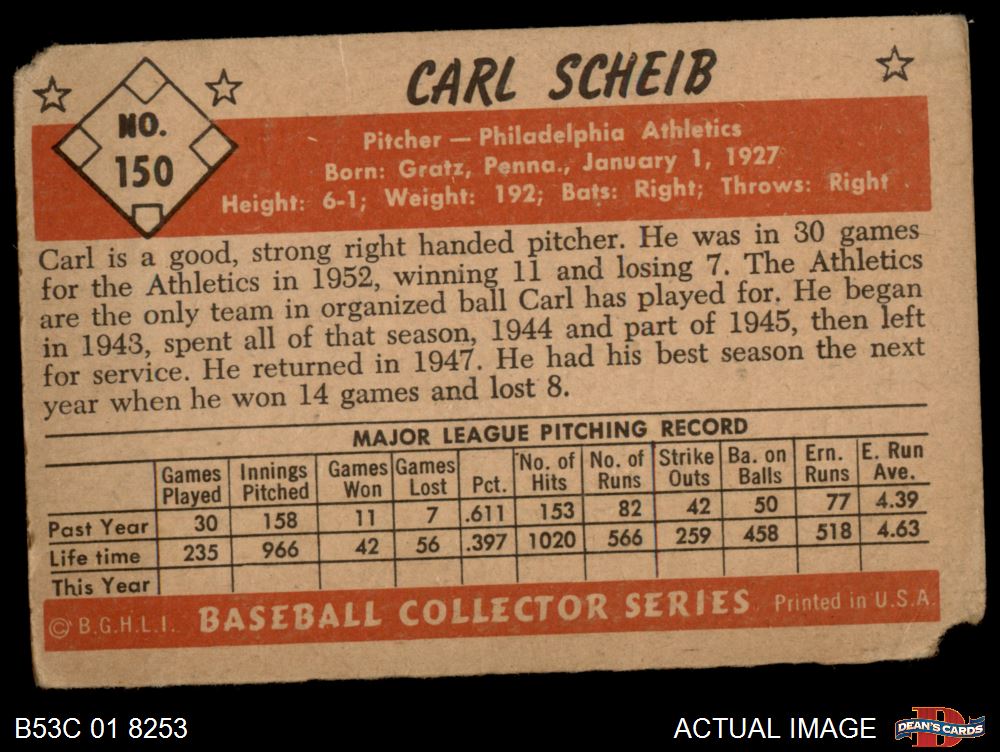 CARL SCHEIB
NO.
150
Pitcher — Philadelphia Athletics
Born: Gratz, Penna., January 1, 1927
Height: 6-1; Weight: 192; Bats: Right; Throws: Right
Carl is a good, strong right handed pitcher. He was in 30 games
for the Athletics in 1952, winning 11 and losing 7. The Athletics
are the only team in organized ball Carl has played for. He began
in 1943, spent all of that season, 1944 and part of 1945, then left
for service. He returned in 1947. He had his best season the next
year when he won 14 games and lost 8.
MAJOR LEAGUE PITCHING RECORD
Games Played Innings Pitched Games Won Games Lost Pct. No. of Hits No. of Runs Strike Outs Ba. on Balls Ern. Runs E. Run Ave.
Past Year 30 158 11 7 .611 153 82 42 50 77 4.39
Life time 235 966 42 56 .397 1020 566 259 458 518 4.63
This Year
© B.G.H.L.I. BASEBALL COLLECTOR SERIES Printed in U.S.A.
B53C 01 8253
ACTUAL IMAGE
DEAN'S CARDS